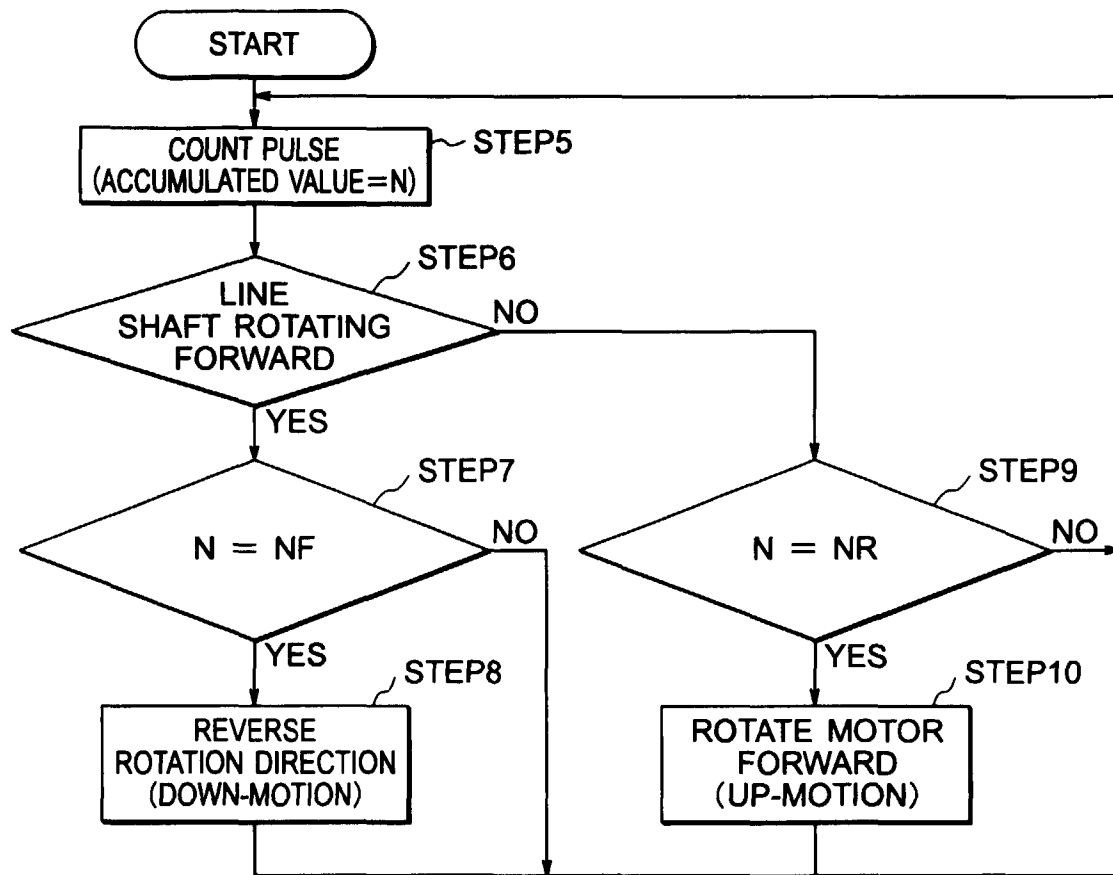 START
COUNT PULSE
(ACCUMULATED VALUE=N)
STEP5
STEP6
LINE
SHAFT ROTATING
FORWARD
NO
YES
STEP7
N = NF
NO
YES
STEP9
N = NR
NO
YES
STEP8
REVERSE
ROTATION DIRECTION
(DOWN-MOTION)
STEP10
ROTATE MOTOR
FORWARD
(UP-MOTION)